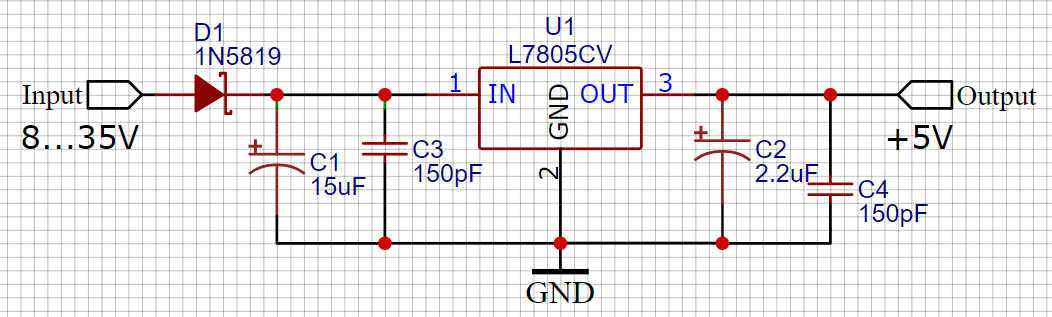 D1
1N5819
U1
L7805CV
Input
8...35V
1
IN
GND
OUT
3
2
Output
+5V
+
C1
15uF
C3
150pF
+
C2
2.2uF
C4
150pF
GND